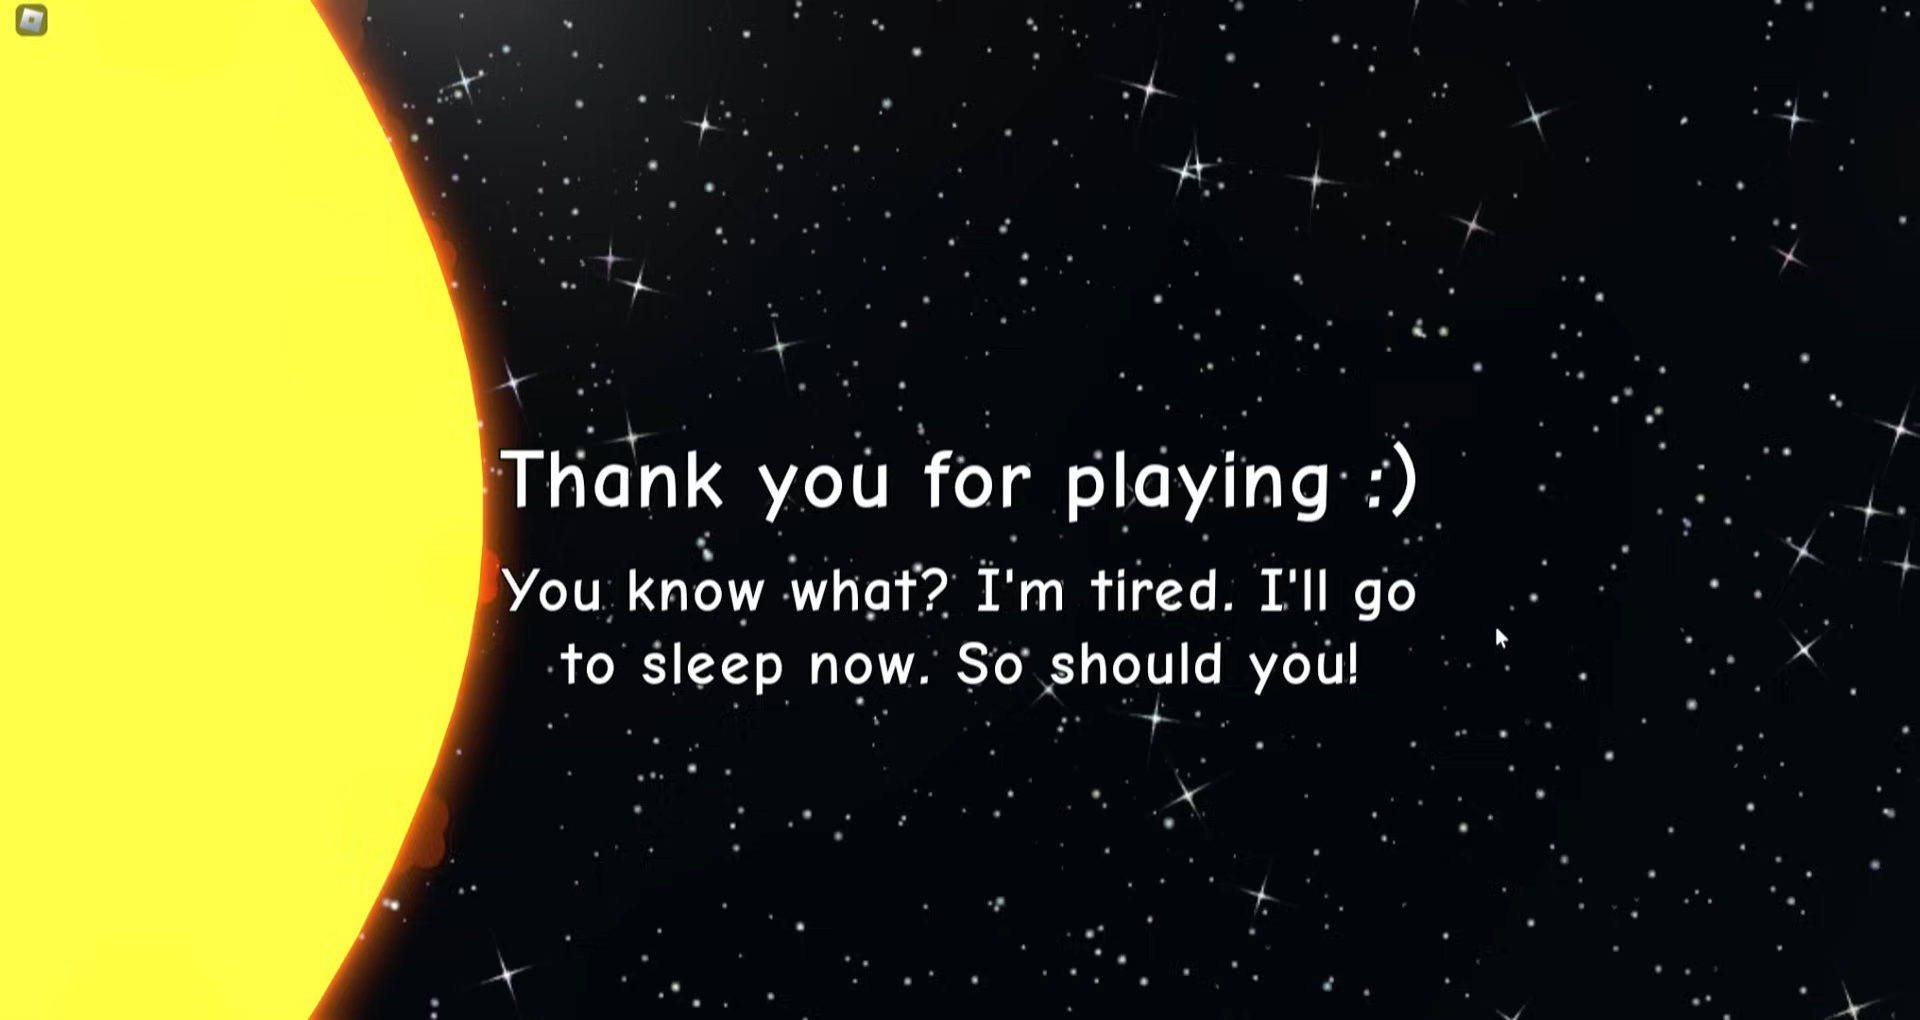 Thank you for playing :)
You know what? I'm tired. I'll go
to sleep now. So should you!